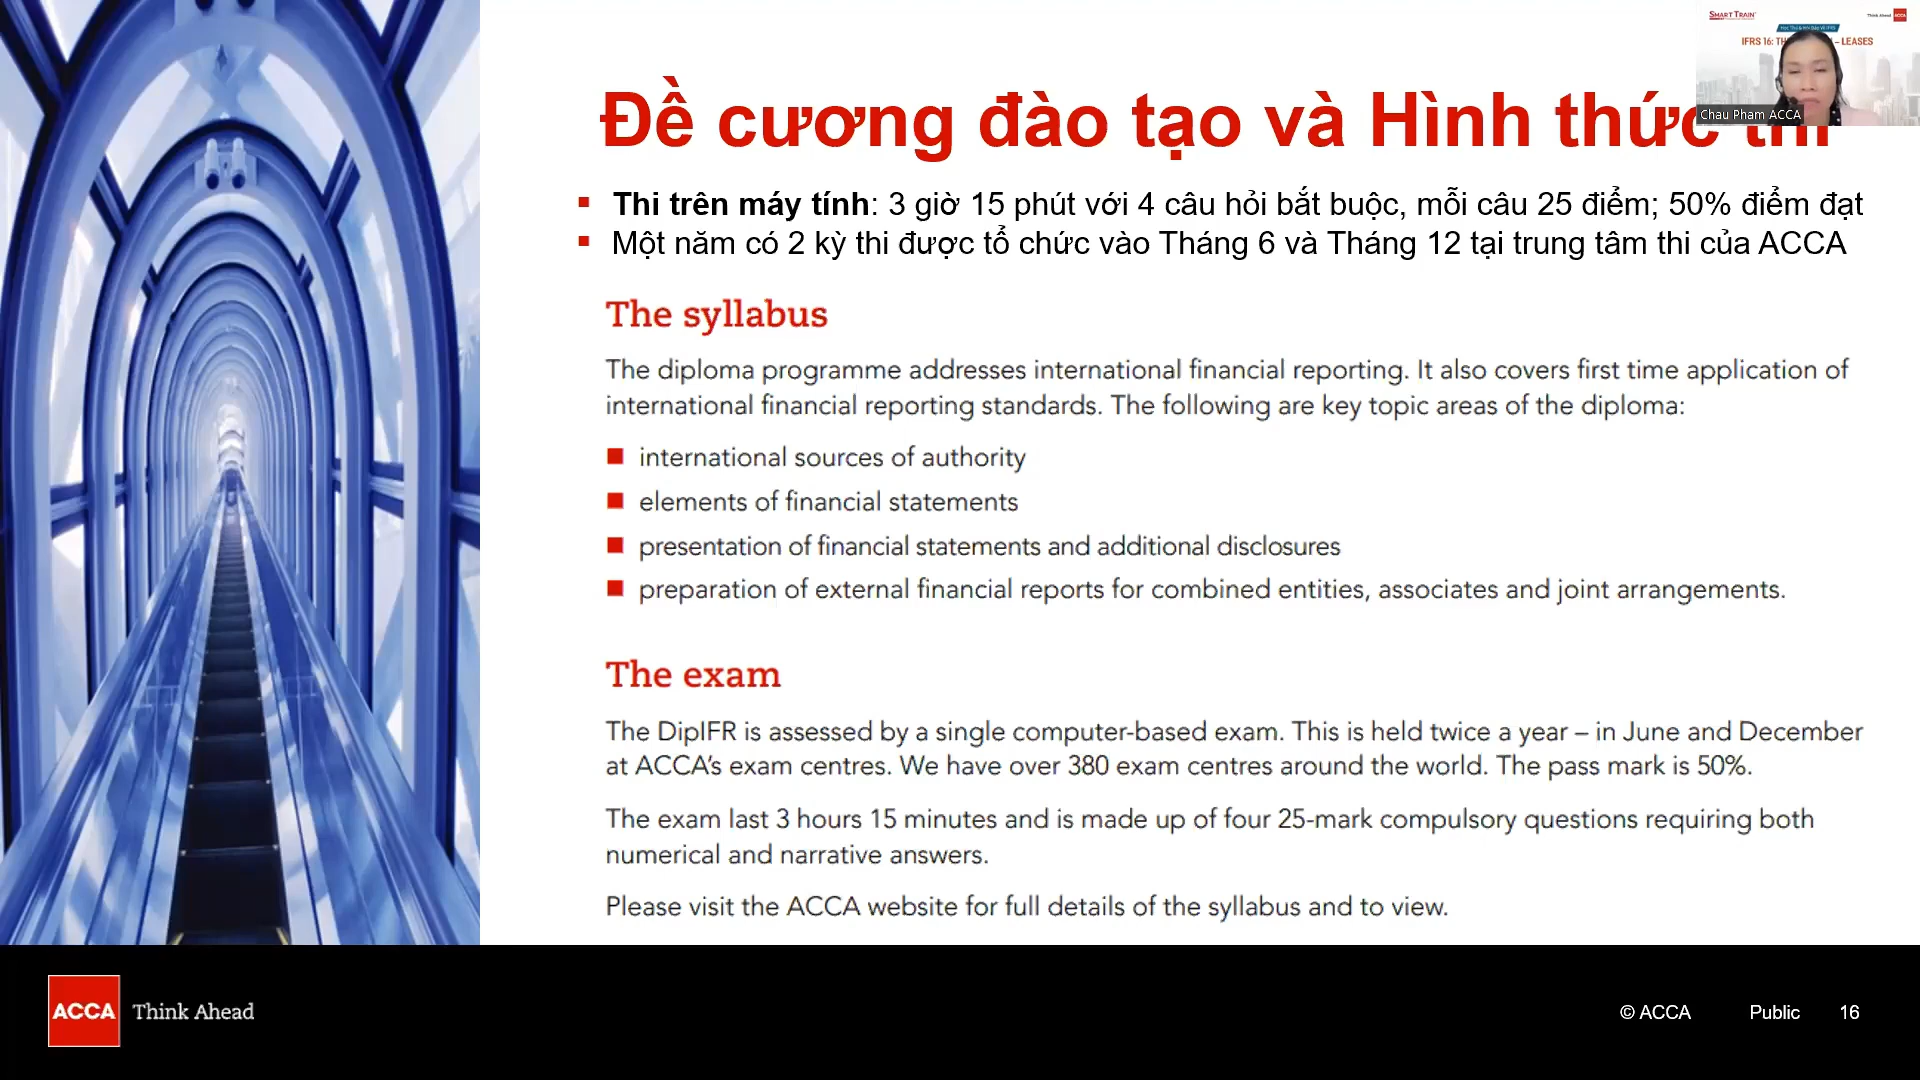 SMART TRAIN
Think Ahead ACCA
IFRS 16: – LEASES
Chau Pham ACCA
Đề cương đào tạo và Hình thức thi
Thi trên máy tính: 3 giờ 15 phút với 4 câu hỏi bắt buộc, mỗi câu 25 điểm; 50% điểm đạt
Một năm có 2 kỳ thi được tổ chức vào Tháng 6 và Tháng 12 tại trung tâm thi của ACCA
The syllabus
The diploma programme addresses international financial reporting. It also covers first time application of
international financial reporting standards. The following are key topic areas of the diploma:
international sources of authority
elements of financial statements
presentation of financial statements and additional disclosures
preparation of external financial reports for combined entities, associates and joint arrangements.
The exam
The DipIFR is assessed by a single computer-based exam. This is held twice a year – in June and December
at ACCA’s exam centres. We have over 380 exam centres around the world. The pass mark is 50%.
The exam last 3 hours 15 minutes and is made up of four 25-mark compulsory questions requiring both
numerical and narrative answers.
Please visit the ACCA website for full details of the syllabus and to view.
ACCA Think Ahead
© ACCA Public 16